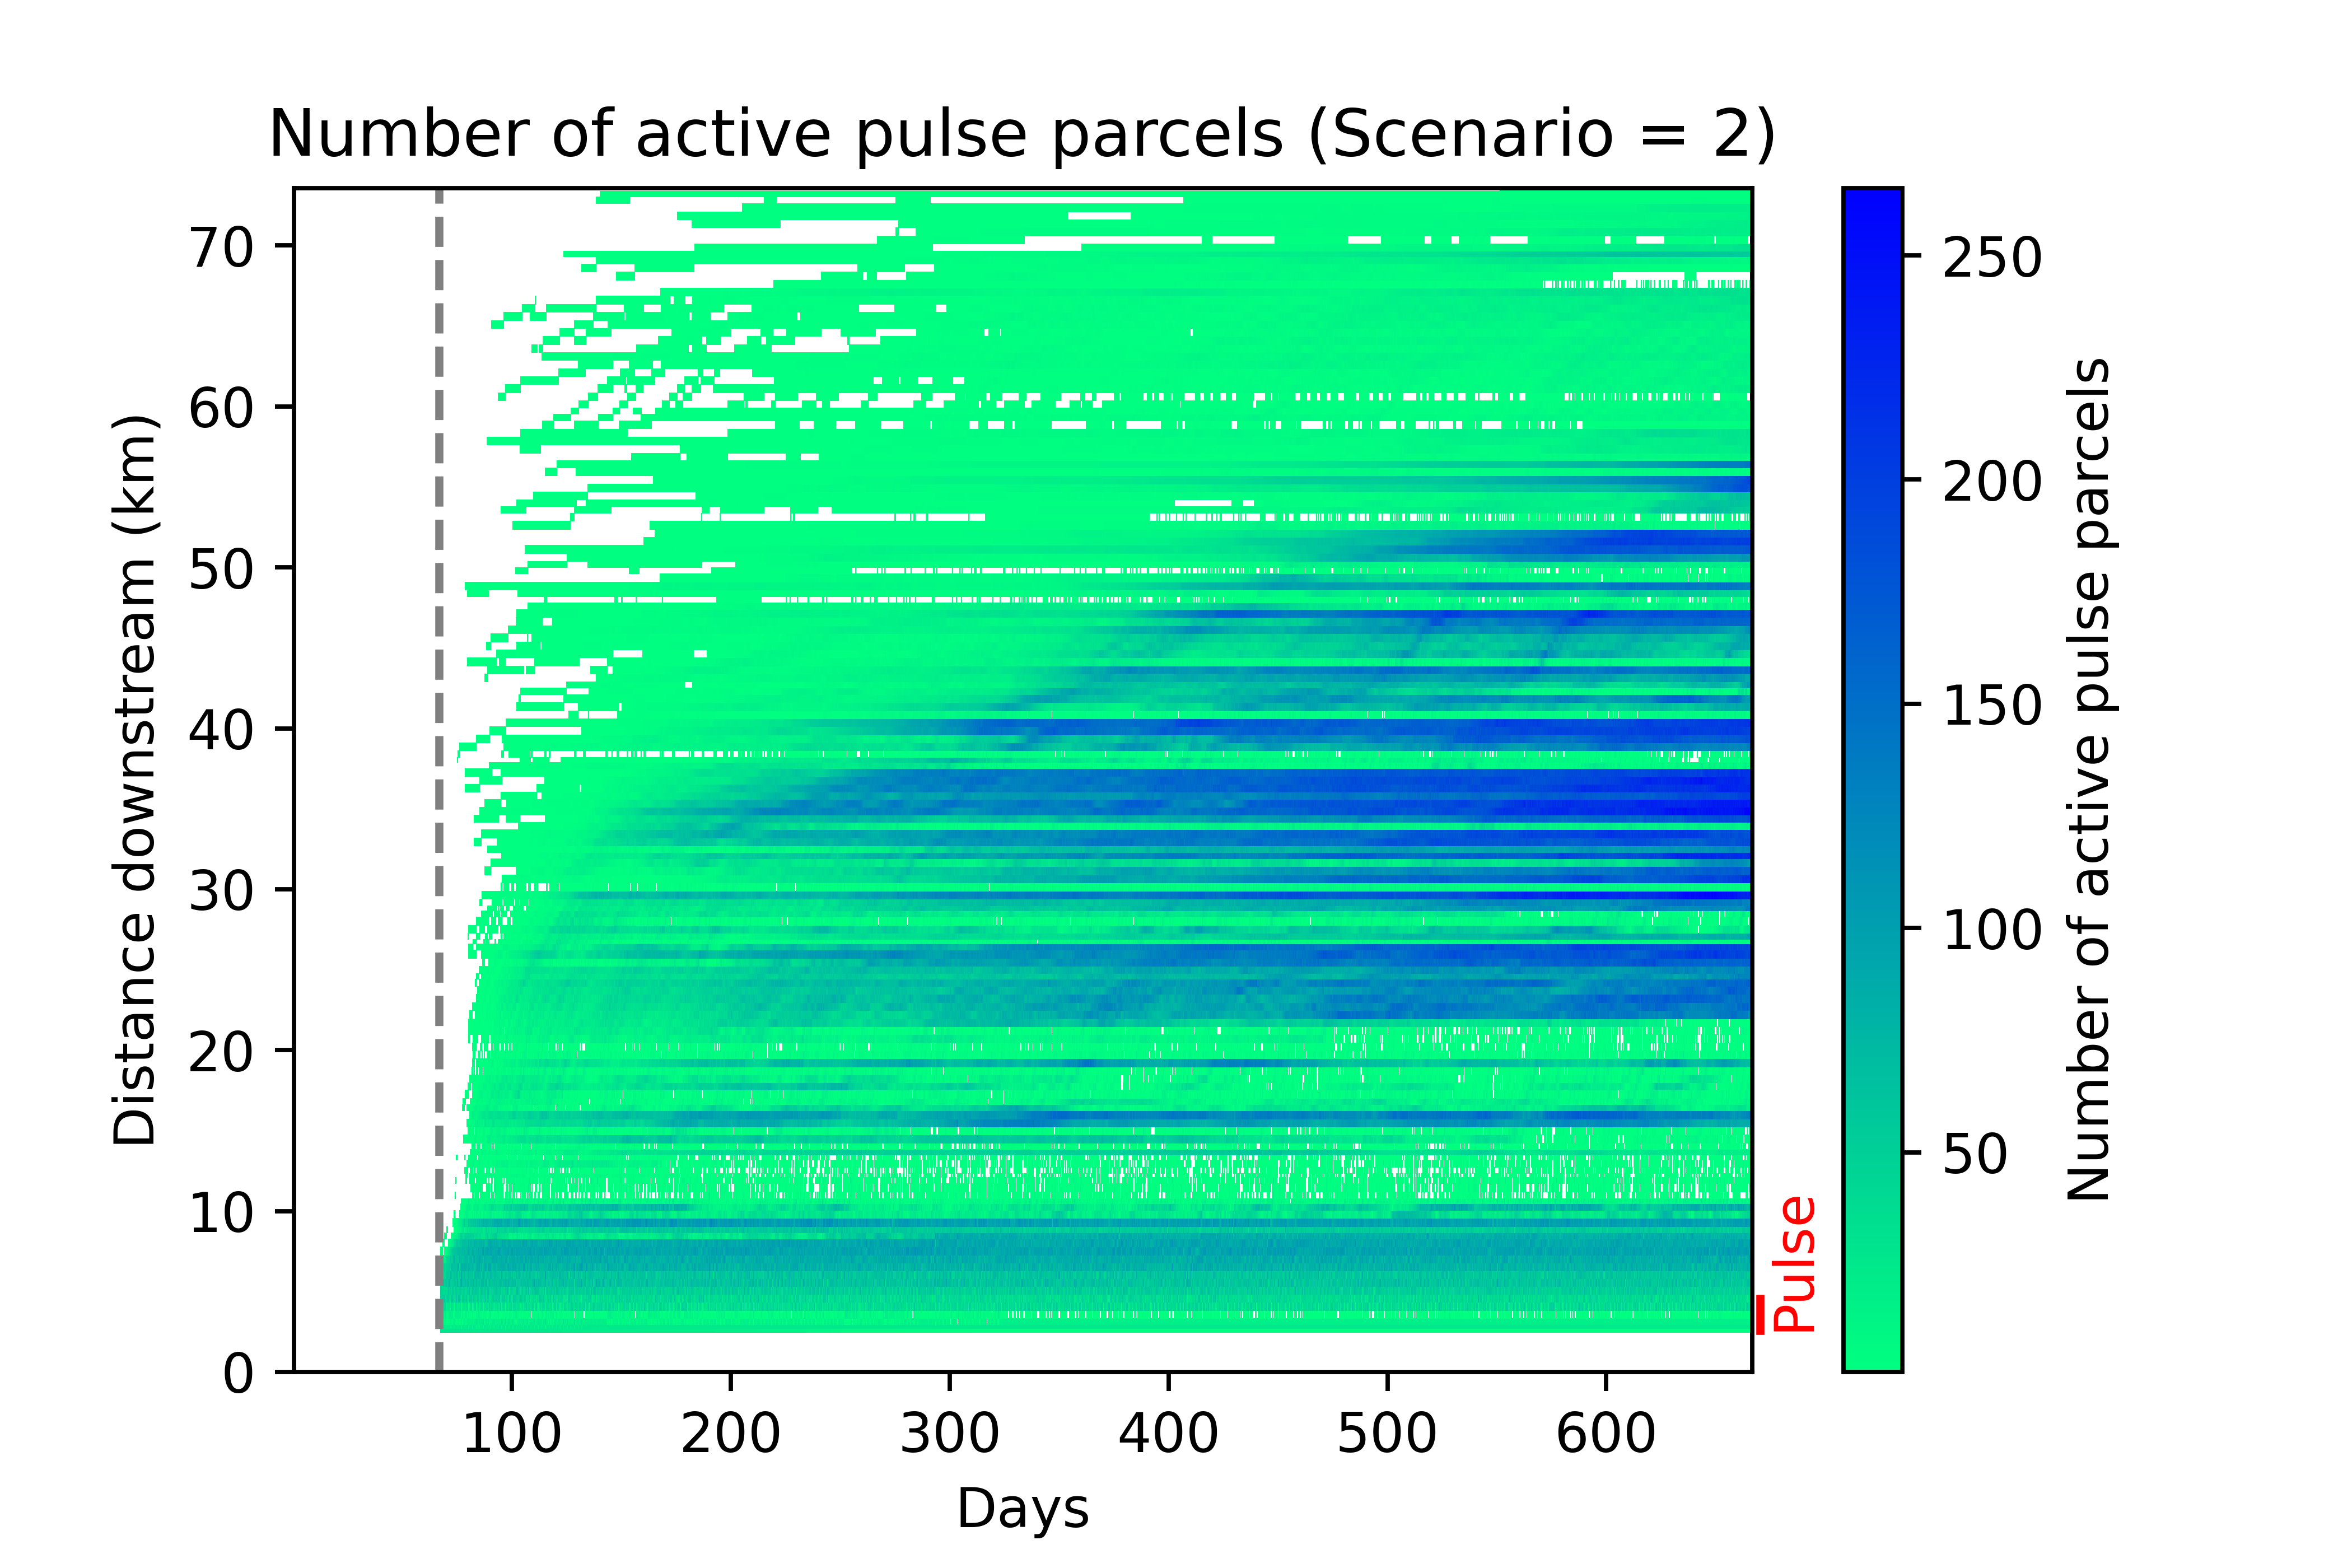 Number of active pulse parcels (Scenario = 2)
Distance downstream (km)
70
60
50
40
30
20
10
0
100 200 300 400 500 600
Days
Pulse
250
200
150
100
50
Number of active pulse parcels